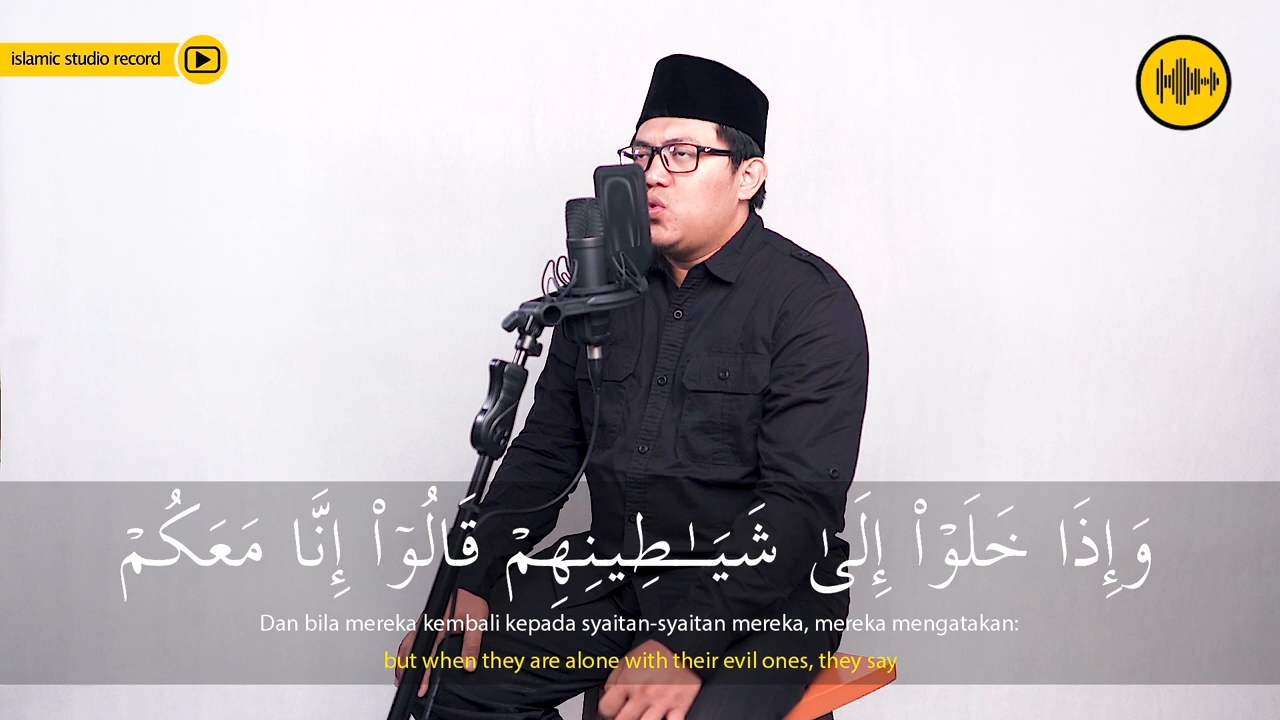 islamic studio record
وَإِذَا خَلَوْا۟ إِلَىٰ شَيَـٰطِينِهِمْ قَالُوٓا۟ إِنَّا مَعَكُمْ
Dan bila mereka kembali kepada syaitan-syaitan mereka, mereka mengatakan:
but when they are alone with their evil ones, they say